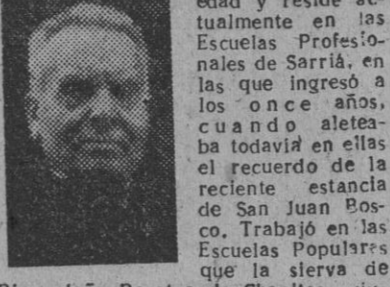 edad y reside ac-
tualmente en las
Escuelas Profesio-
nales de Sarriá, en
las que ingresó a
los once años,
cuando aletea-
ba todavia en ellas
el recuerdo de la
reciente estancia
de San Juan Bos-
co. Trabajó en las
Escuelas Populares
que la sierva de